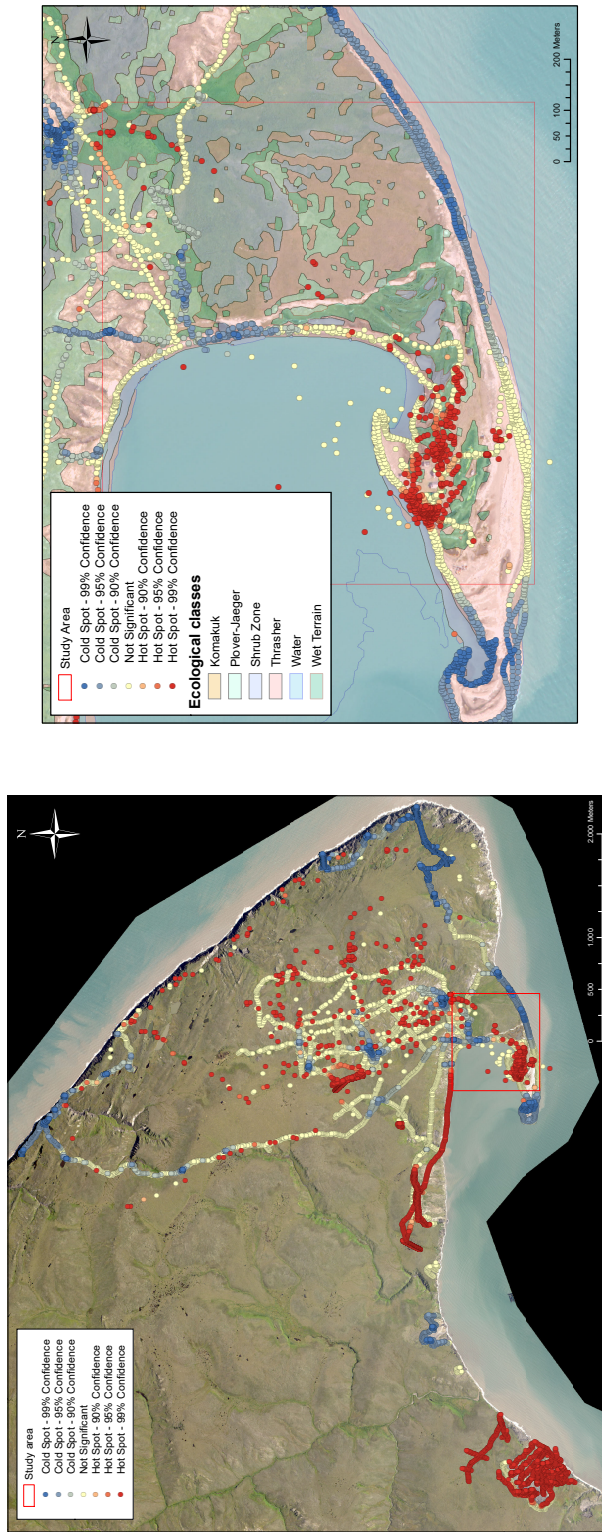 N
Study Area
Cold Spot - 99% Confidence
Cold Spot - 95% Confidence
Cold Spot - 90% Confidence
Not Significant
Hot Spot - 90% Confidence
Hot Spot - 95% Confidence
Hot Spot - 99% Confidence
Ecological classes
Komakuk
Plover-Jaeger
Shrub Zone
Thrasher
Water
Wet Terrain
0 50 100 200 Meters
N
Study area
Cold Spot - 99% Confidence
Cold Spot - 95% Confidence
Cold Spot - 90% Confidence
Not Significant
Hot Spot - 90% Confidence
Hot Spot - 95% Confidence
Hot Spot - 99% Confidence
0 500 1.000 2.000 Meters